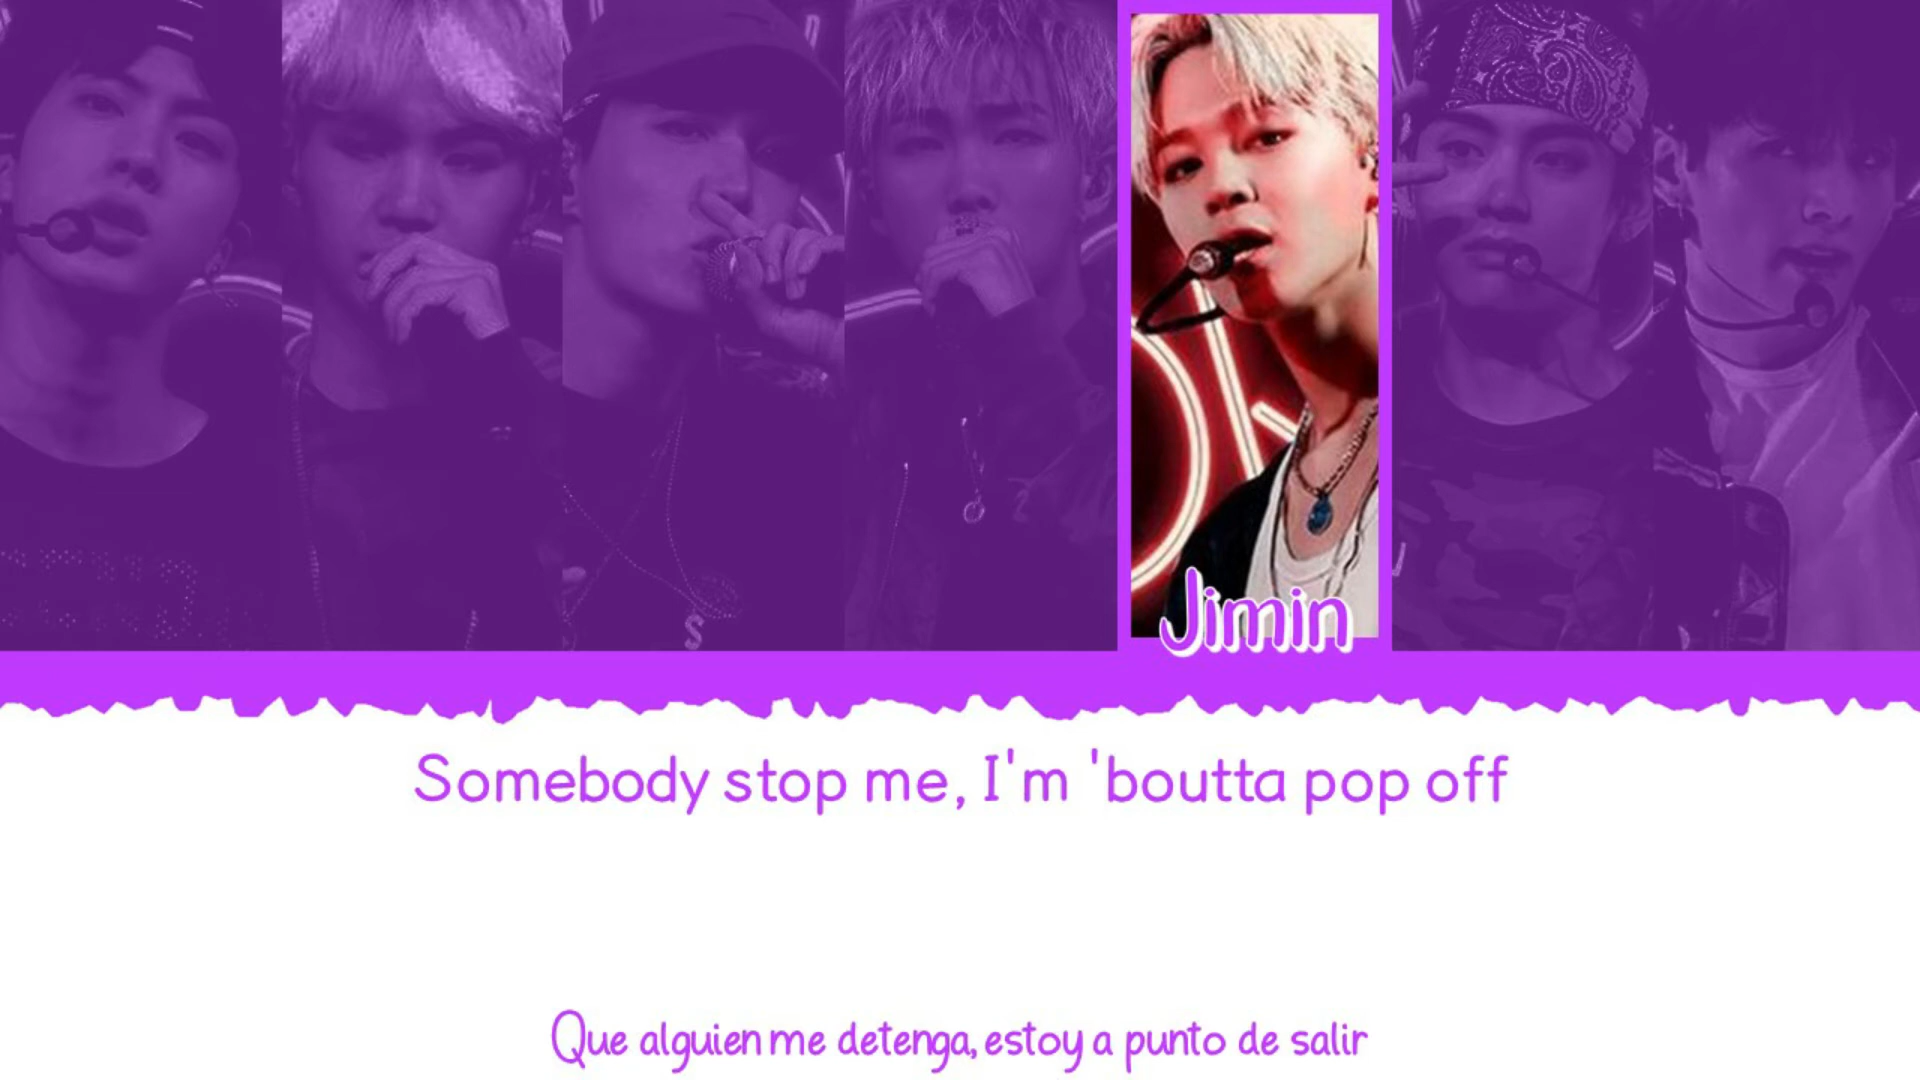 Jimin
Somebody stop me, I'm 'boutta pop off
Que alguien me detenga, estoy a punto de salir